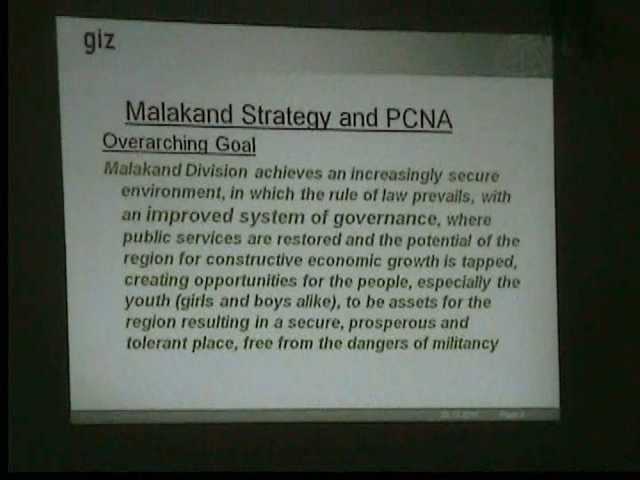 giz
Malakand Strategy and PCNA
Overarching Goal
Malakand Division achieves an increasingly secure
environment, in which the rule of law prevails, with
an improved system of governance, where
public services are restored and the potential of the
region for constructive economic growth is tapped,
creating opportunities for the people, especially the
youth (girls and boys alike), to be assets for the
region resulting in a secure, prosperous and
tolerant place, free from the dangers of militancy